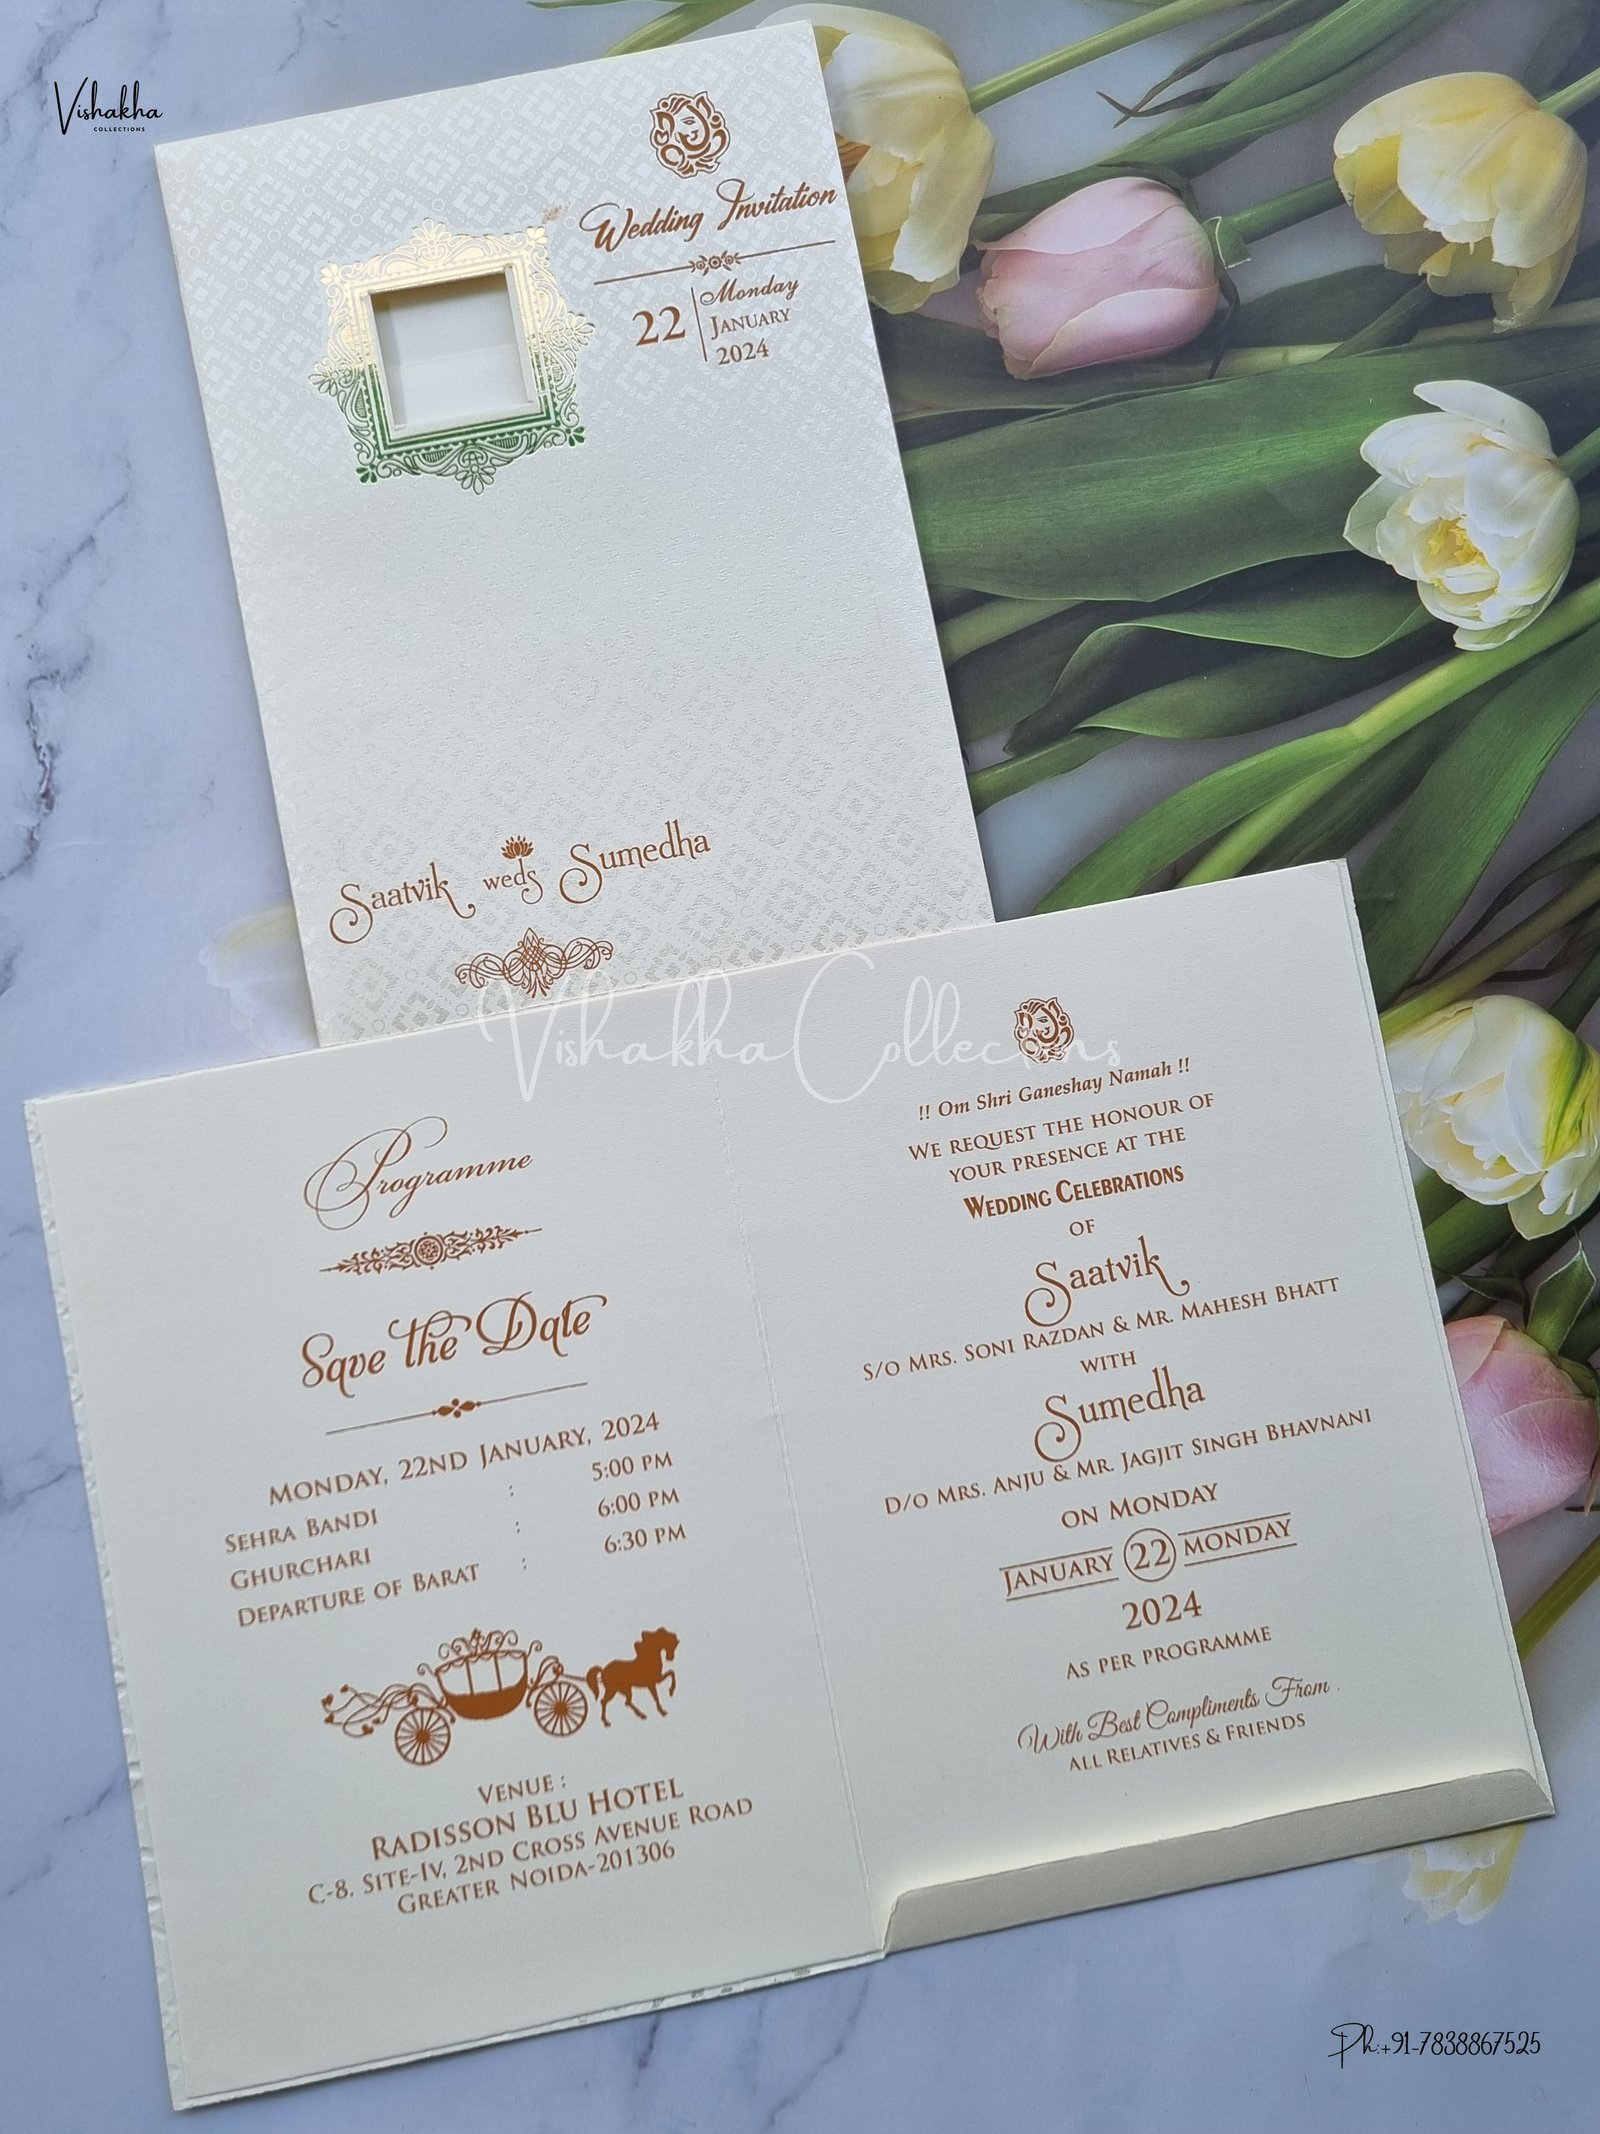 Vishakha
COLLECTIONS
Wedding Invitation
22
Monday
January
2024
Saatvik weds Sumedha
Vishakha Collections
Programme
Save the Date
Monday, 22nd January, 2024
Sehra Bandi : 5:00 pm
Ghurchari : 6:00 pm
Departure of Barat : 6:30 pm
Venue :
Radisson Blu Hotel
C-8, Site-Iv, 2nd Cross Avenue Road
Greater Noida-201306
!! Om Shri Ganeshay Namah !!
We request the honour of
your presence at the
Wedding Celebrations
of
Saatvik
S/o Mrs. Soni Razdan & Mr. Mahesh Bhatt
with
Sumedha
D/o Mrs. Anju & Mr. Jagjit Singh Bhavnani
on Monday
January 22 Monday
2024
as per programme
With Best Compliments From
all Relatives & Friends
Ph:+91-7838867525